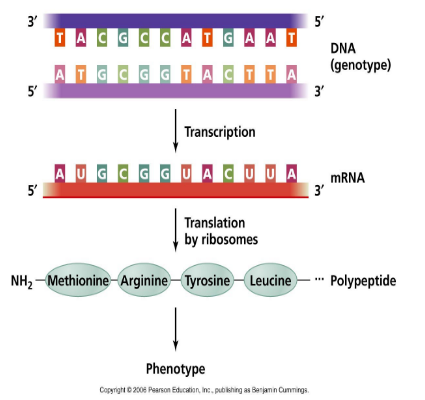 3′ 5′
T A C G C C A T G A A T
DNA
(genotype)
A T G C G G T A C T T A
5′ 3′
Transcription
A U G C G G U A C U U A
mRNA
5′ 3′
Translation
by ribosomes
NH2 Methionine Arginine Tyrosine Leucine ... Polypeptide
Phenotype
Copyright © 2006 Pearson Education, Inc., publishing as Benjamin Cummings.